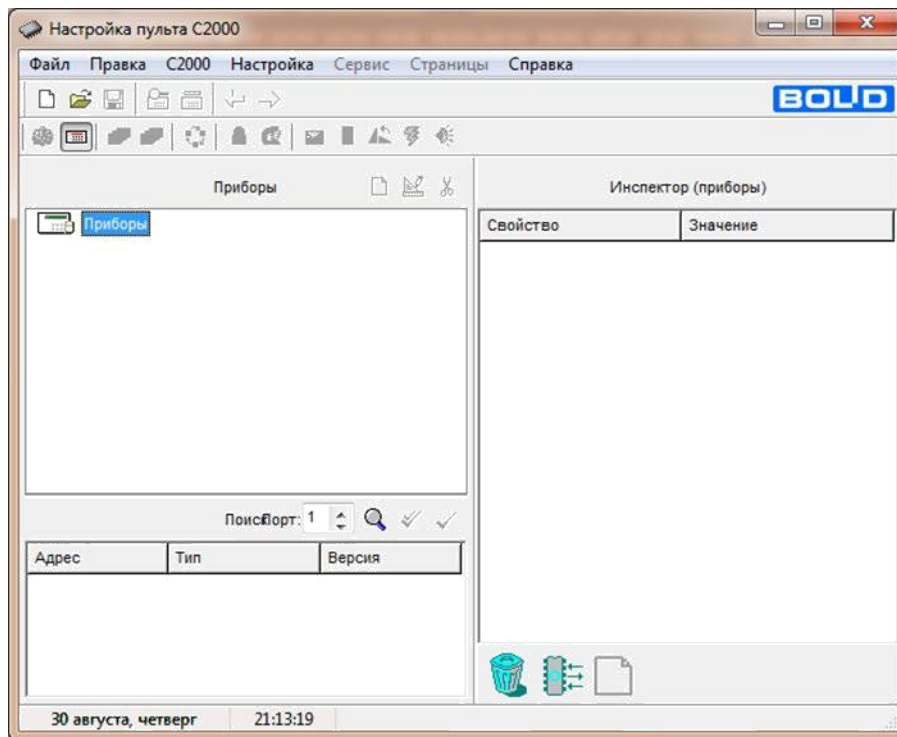 Настройка пульта С2000
Файл Правка С2000 Настройка Сервис Страницы Справка
BOLID
Приборы
Инспектор (приборы)
Приборы
Свойство Значение
Поиск Порт: 1
Адрес Тип Версия
30 августа, четверг 21:13:19